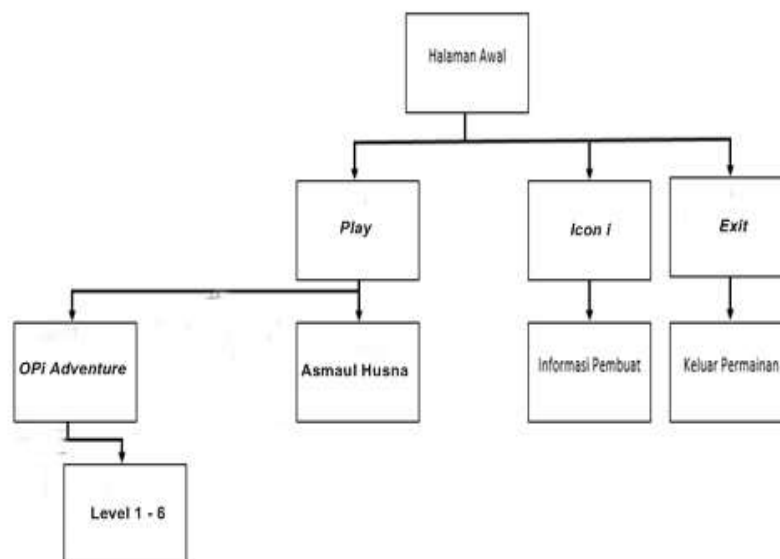 Halaman Awal
Play
Icon i
Exit
OPi Adventure
Asmaul Husna
Informasi Pembuat
Keluar Permainan
Level 1 - 6